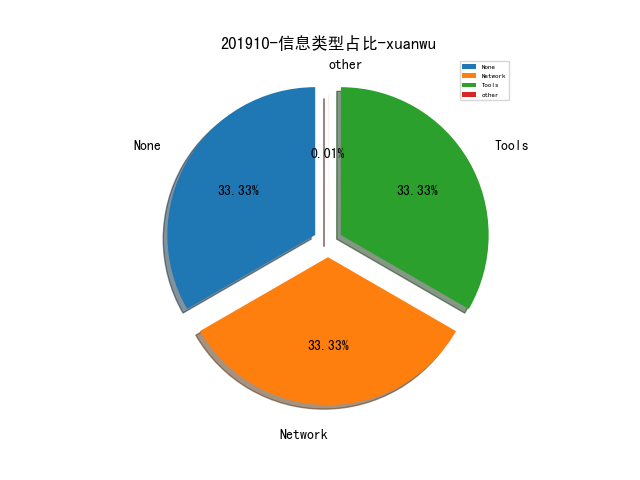 201910-信息类型占比-xuanwu
other
None
Network
Tools
other
None
Tools
0.01%
33.33%
33.33%
33.33%
Network